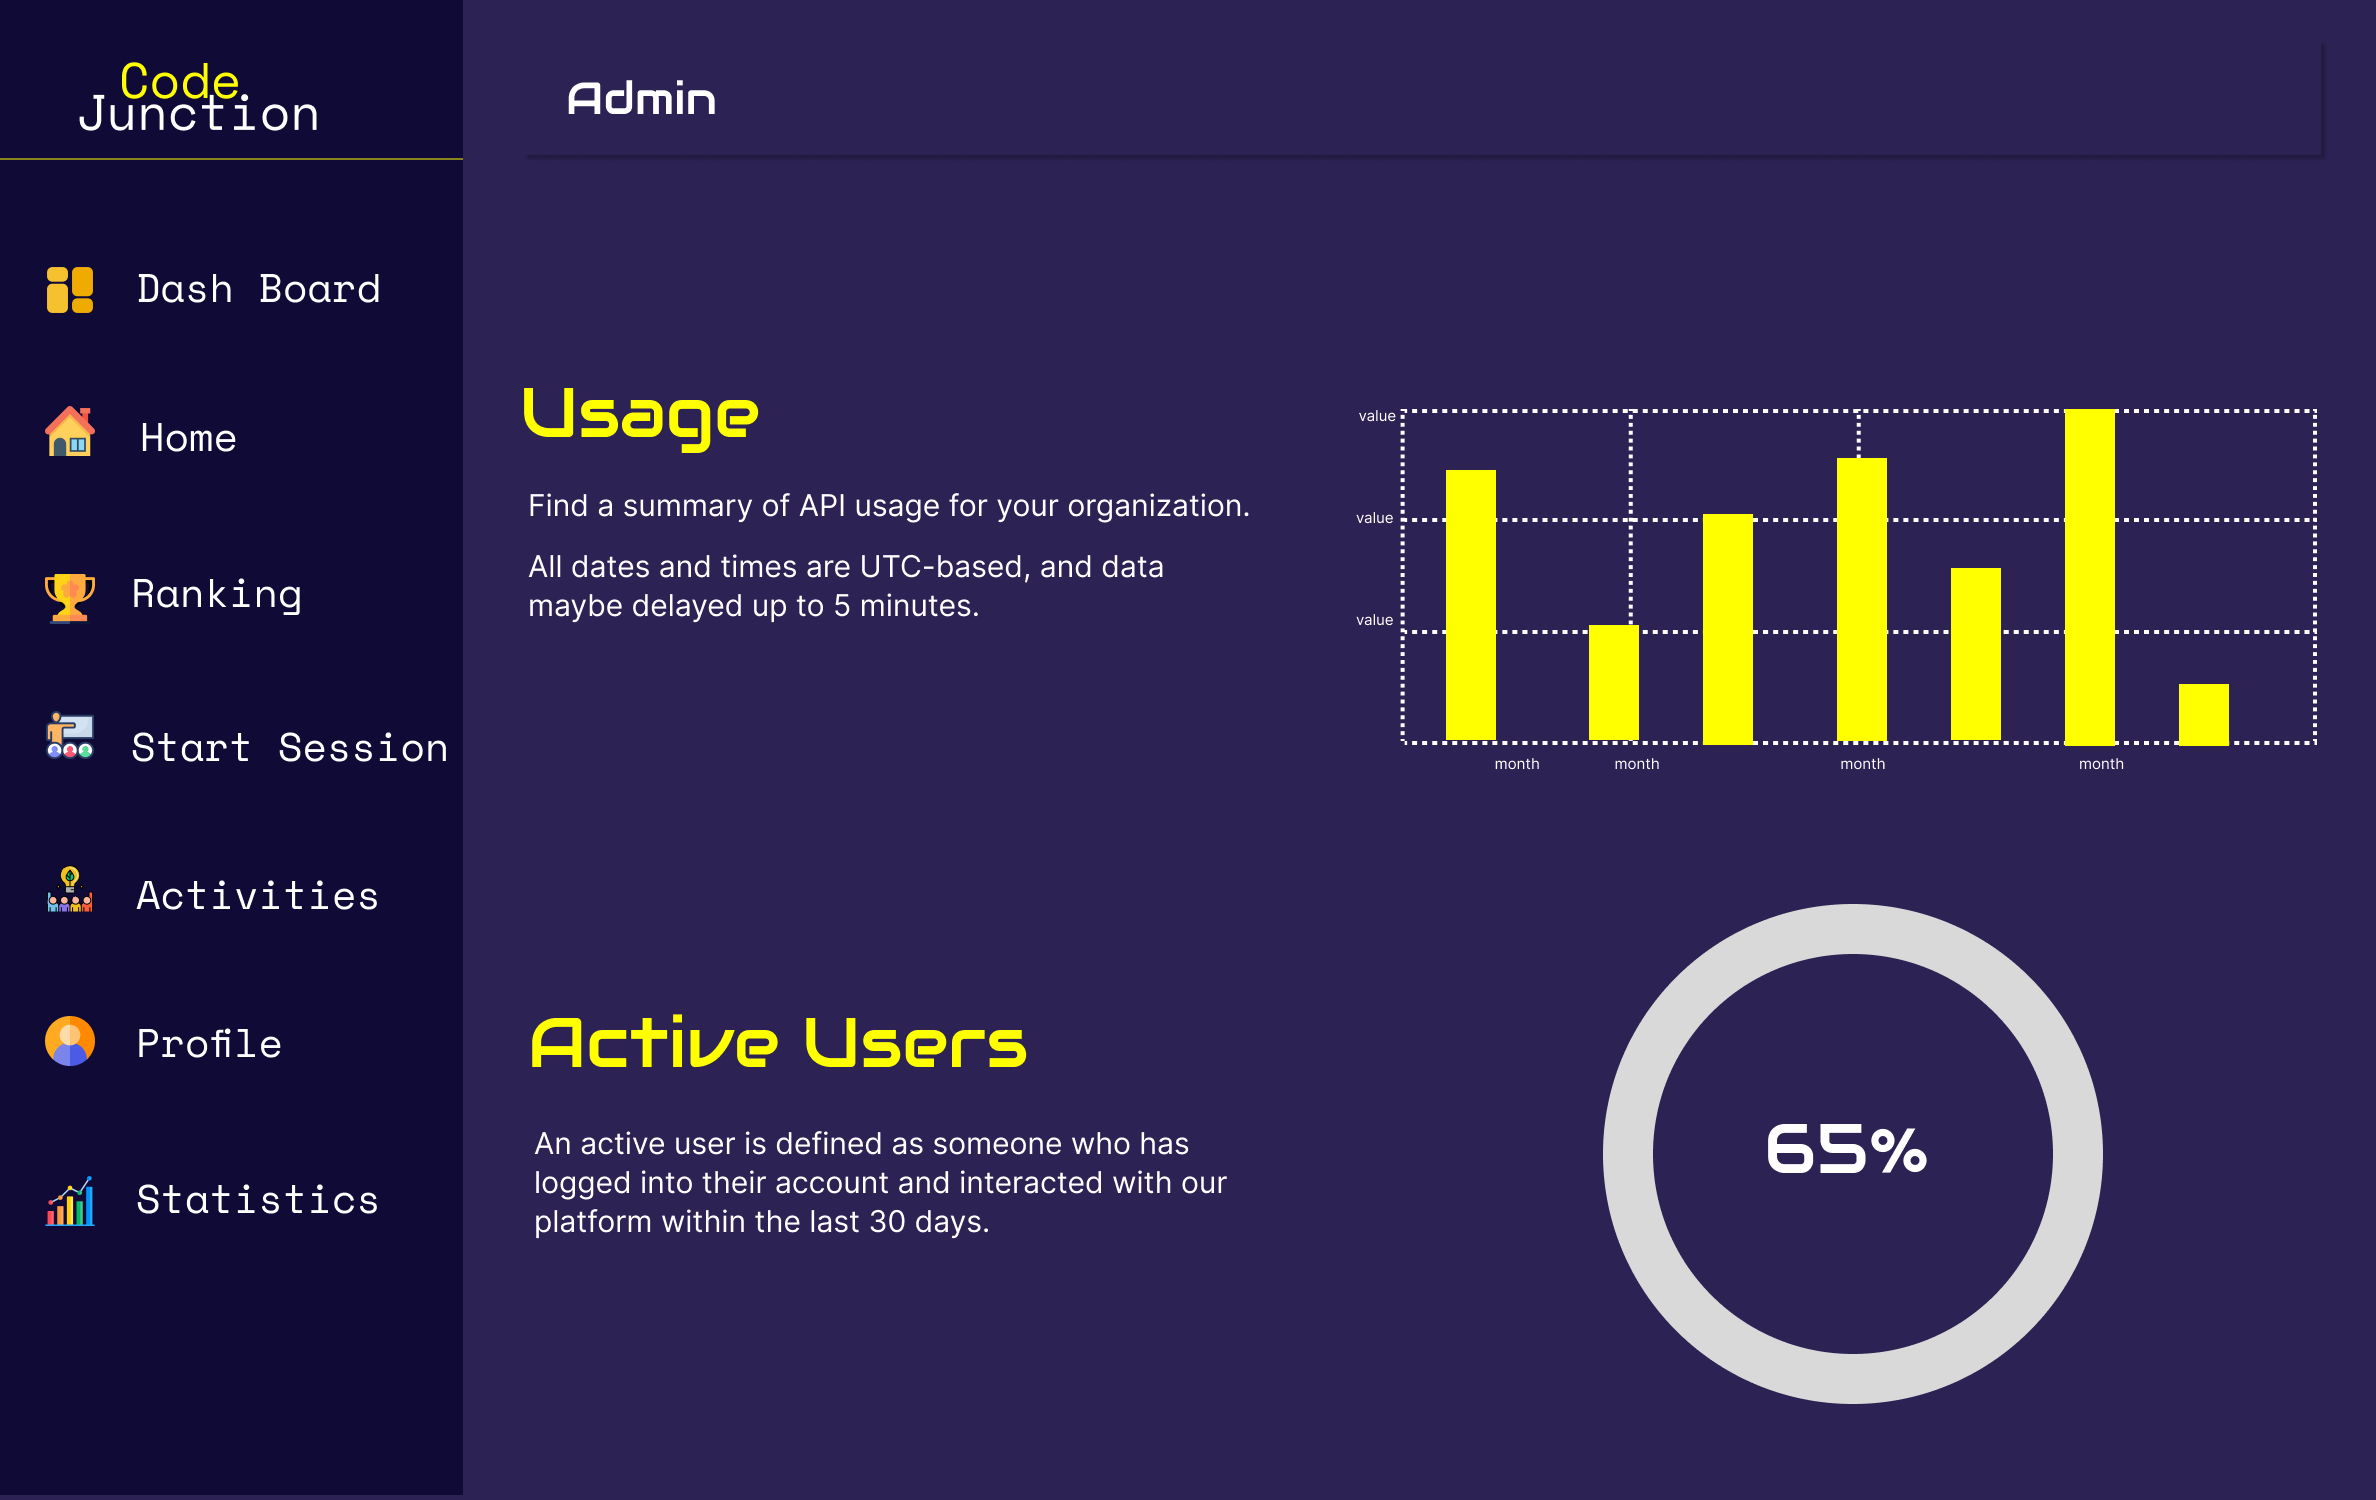 Code
Junction
Admin
Dash Board
Home
Ranking
Start Session
Activities
Profile
Statistics
Usage
Find a summary of API usage for your organization.
All dates and times are UTC-based, and data
maybe delayed up to 5 minutes.
value
value
value
month
month
month
month
Active Users
An active user is defined as someone who has
logged into their account and interacted with our
platform within the last 30 days.
65%